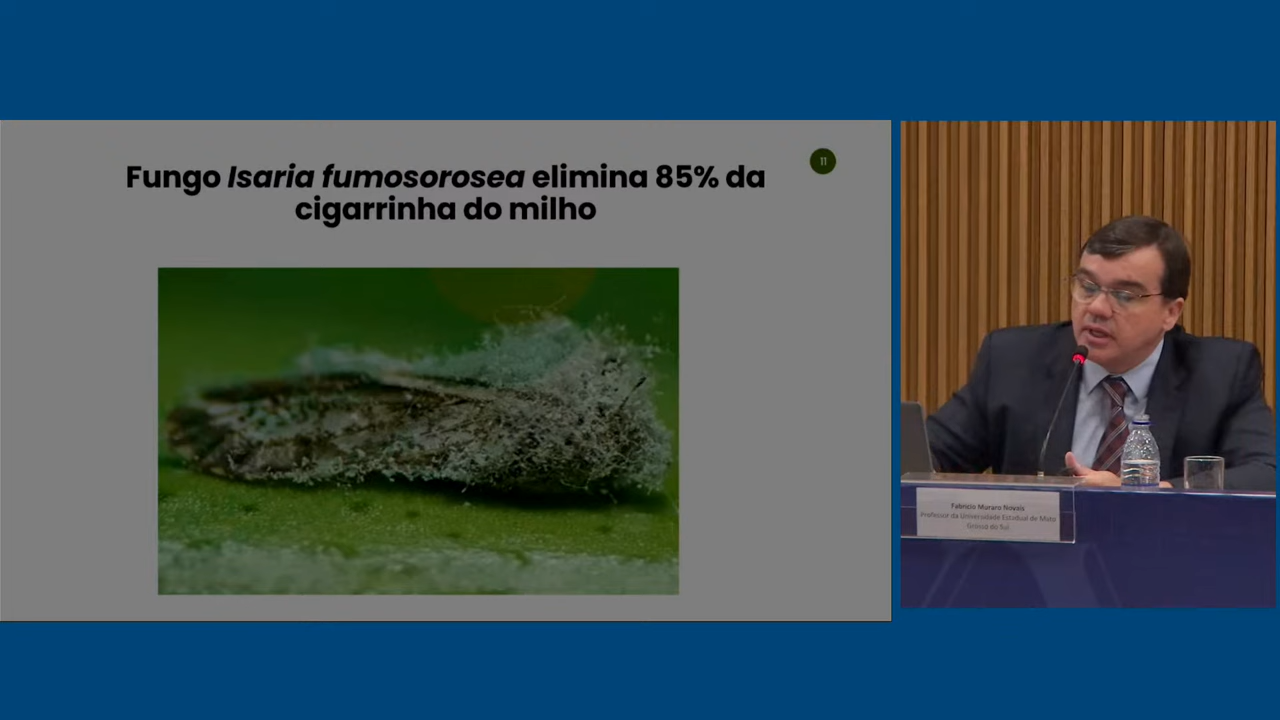 Fungo Isaria fumosorosea elimina 85% da
cigarrinha do milho
11
Fabricio Muraro Novais
Professor da Universidade Estadual de Mato
Grosso do Sul